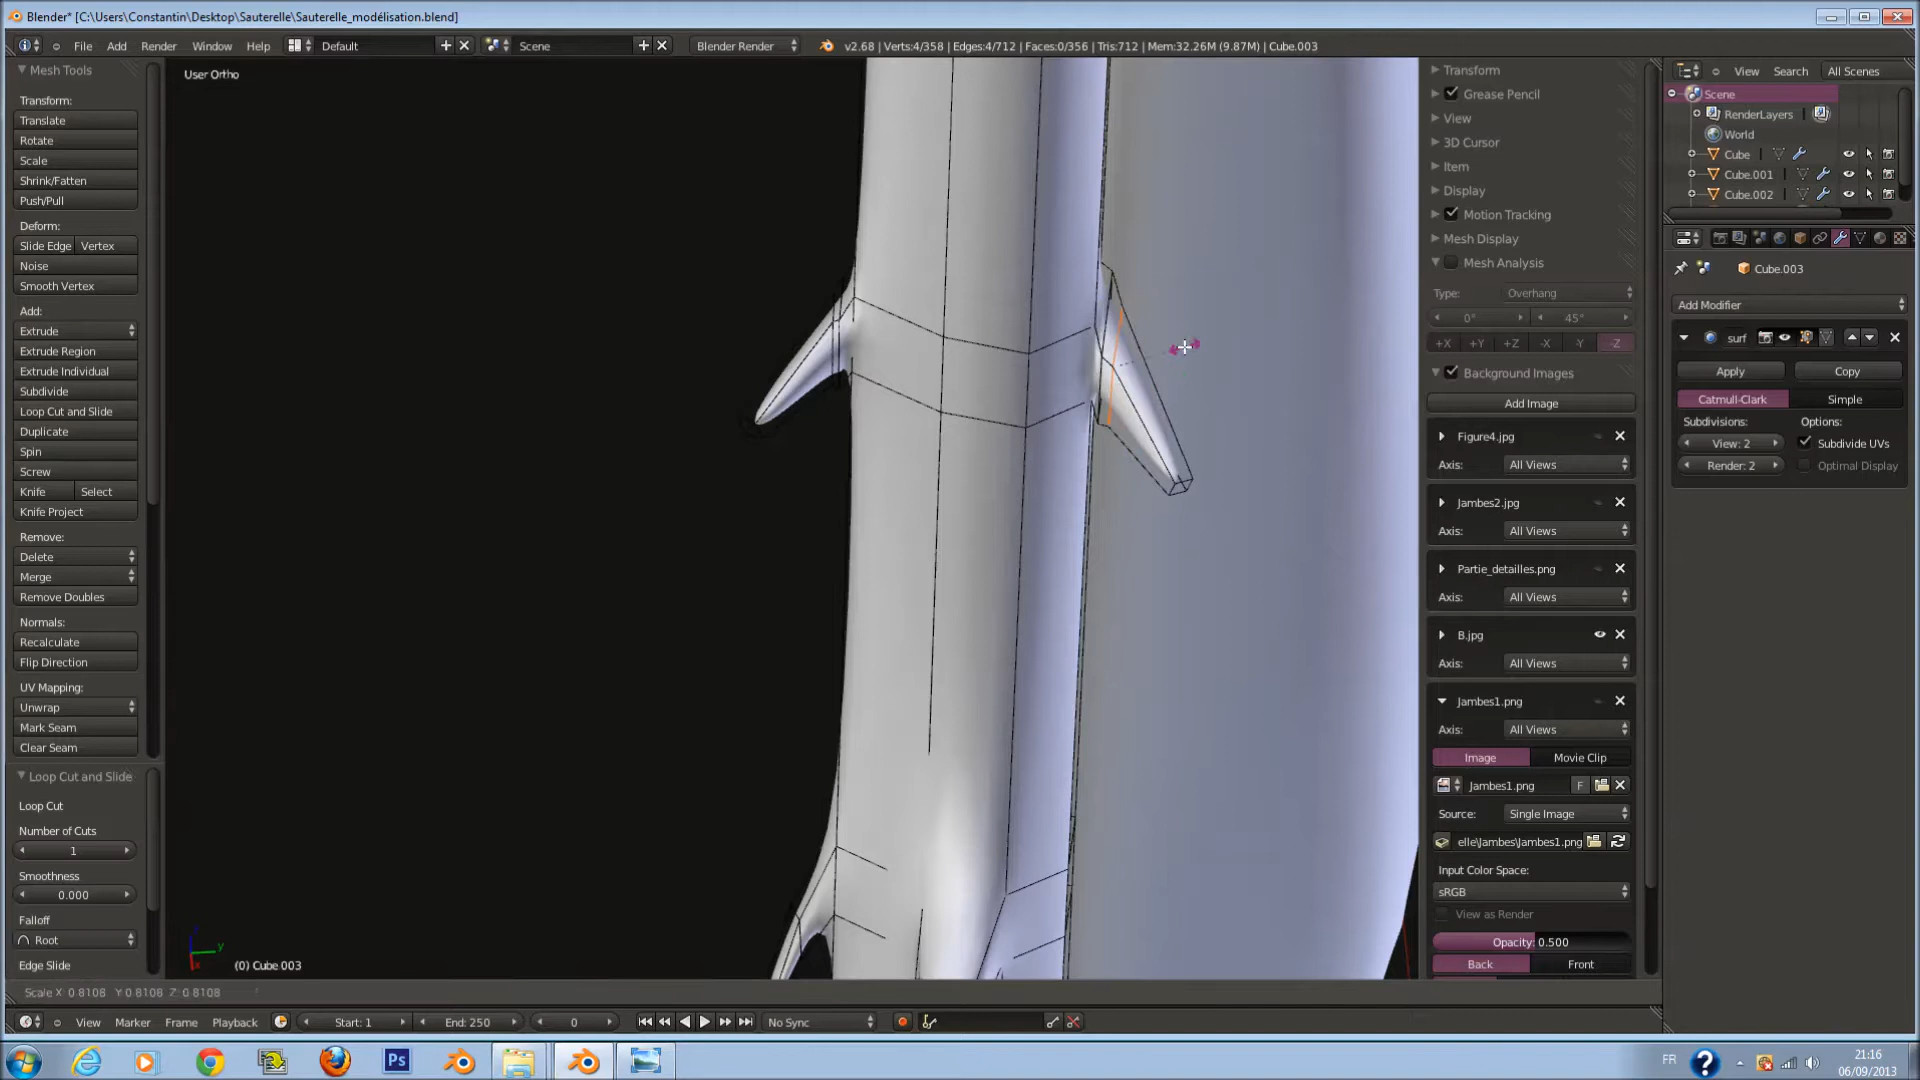 Blender* [C:\Users\Constantin\Desktop\Sauterelle\Sauterelle_modélisation.blend]
File Add Render Window Help Default Scene Blender Render v2.68 | Verts:4/358 | Edges:4/712 | Faces:0/356 | Tris:712 | Mem:32.26M (9.87M) | Cube.003
Mesh Tools
Transform:
Translate
Rotate
Scale
Shrink/Fatten
Push/Pull
Deform:
Slide Edge Vertex
Noise
Smooth Vertex
Add:
Extrude
Extrude Region
Extrude Individual
Subdivide
Loop Cut and Slide
Duplicate
Spin
Screw
Knife Select
Knife Project
Remove:
Delete
Merge
Remove Doubles
Normals:
Recalculate
Flip Direction
UV Mapping:
Unwrap
Mark Seam
Clear Seam
Loop Cut and Slide
Loop Cut
Number of Cuts
1
Smoothness
0.000
Falloff
Root
Edge Slide
User Ortho
y
(0) Cube.003
Scale X: 0.8108 Y: 0.8108 Z: 0.8108
Transform
Grease Pencil
View
3D Cursor
Item
Display
Motion Tracking
Mesh Display
Mesh Analysis
Type: Overhang
0° 45°
+X +Y +Z -X -Y -Z
Background Images
Add Image
Figure4.jpg
Axis: All Views
Jambes2.jpg
Axis: All Views
Partie_detailles.png
Axis: All Views
B.jpg
Axis: All Views
Jambes1.png
Axis: All Views
Image Movie Clip
Jambes1.png F
Source: Single Image
elle\Jambes\Jambes1.png
Input Color Space:
sRGB
View as Render
Opacity: 0.500
Back Front
View Search All Scenes
Scene
RenderLayers
World
Cube
Cube.001
Cube.002
Cube.003
Add Modifier
surf
Apply Copy
Catmull-Clark Simple
Subdivisions: Options:
View: 2 Subdivide UVs
Render: 2 Optimal Display
View Marker Frame Playback Start: 1 End: 250 0 No Sync
Ps
FR
21:16
06/09/2013